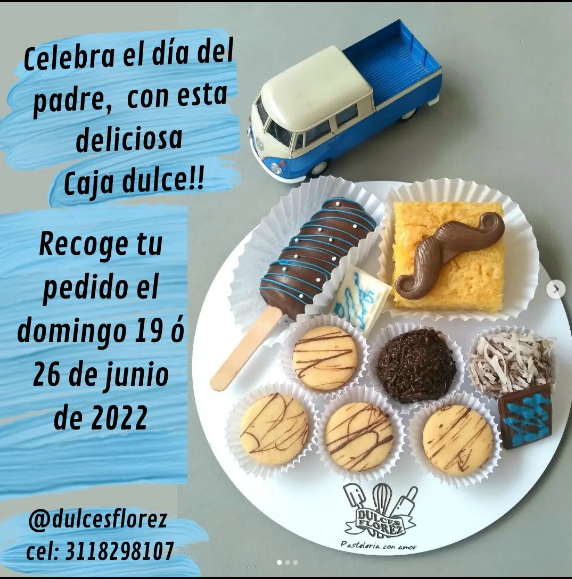 Celebra el día del
padre, con esta
deliciosa
Caja dulce!!
Recoge tu
pedido el
domingo 19 ó
26 de junio
de 2022
@dulcesflorez
cel: 3118298107
DULCES
FLOREZ
Pastelería con amor